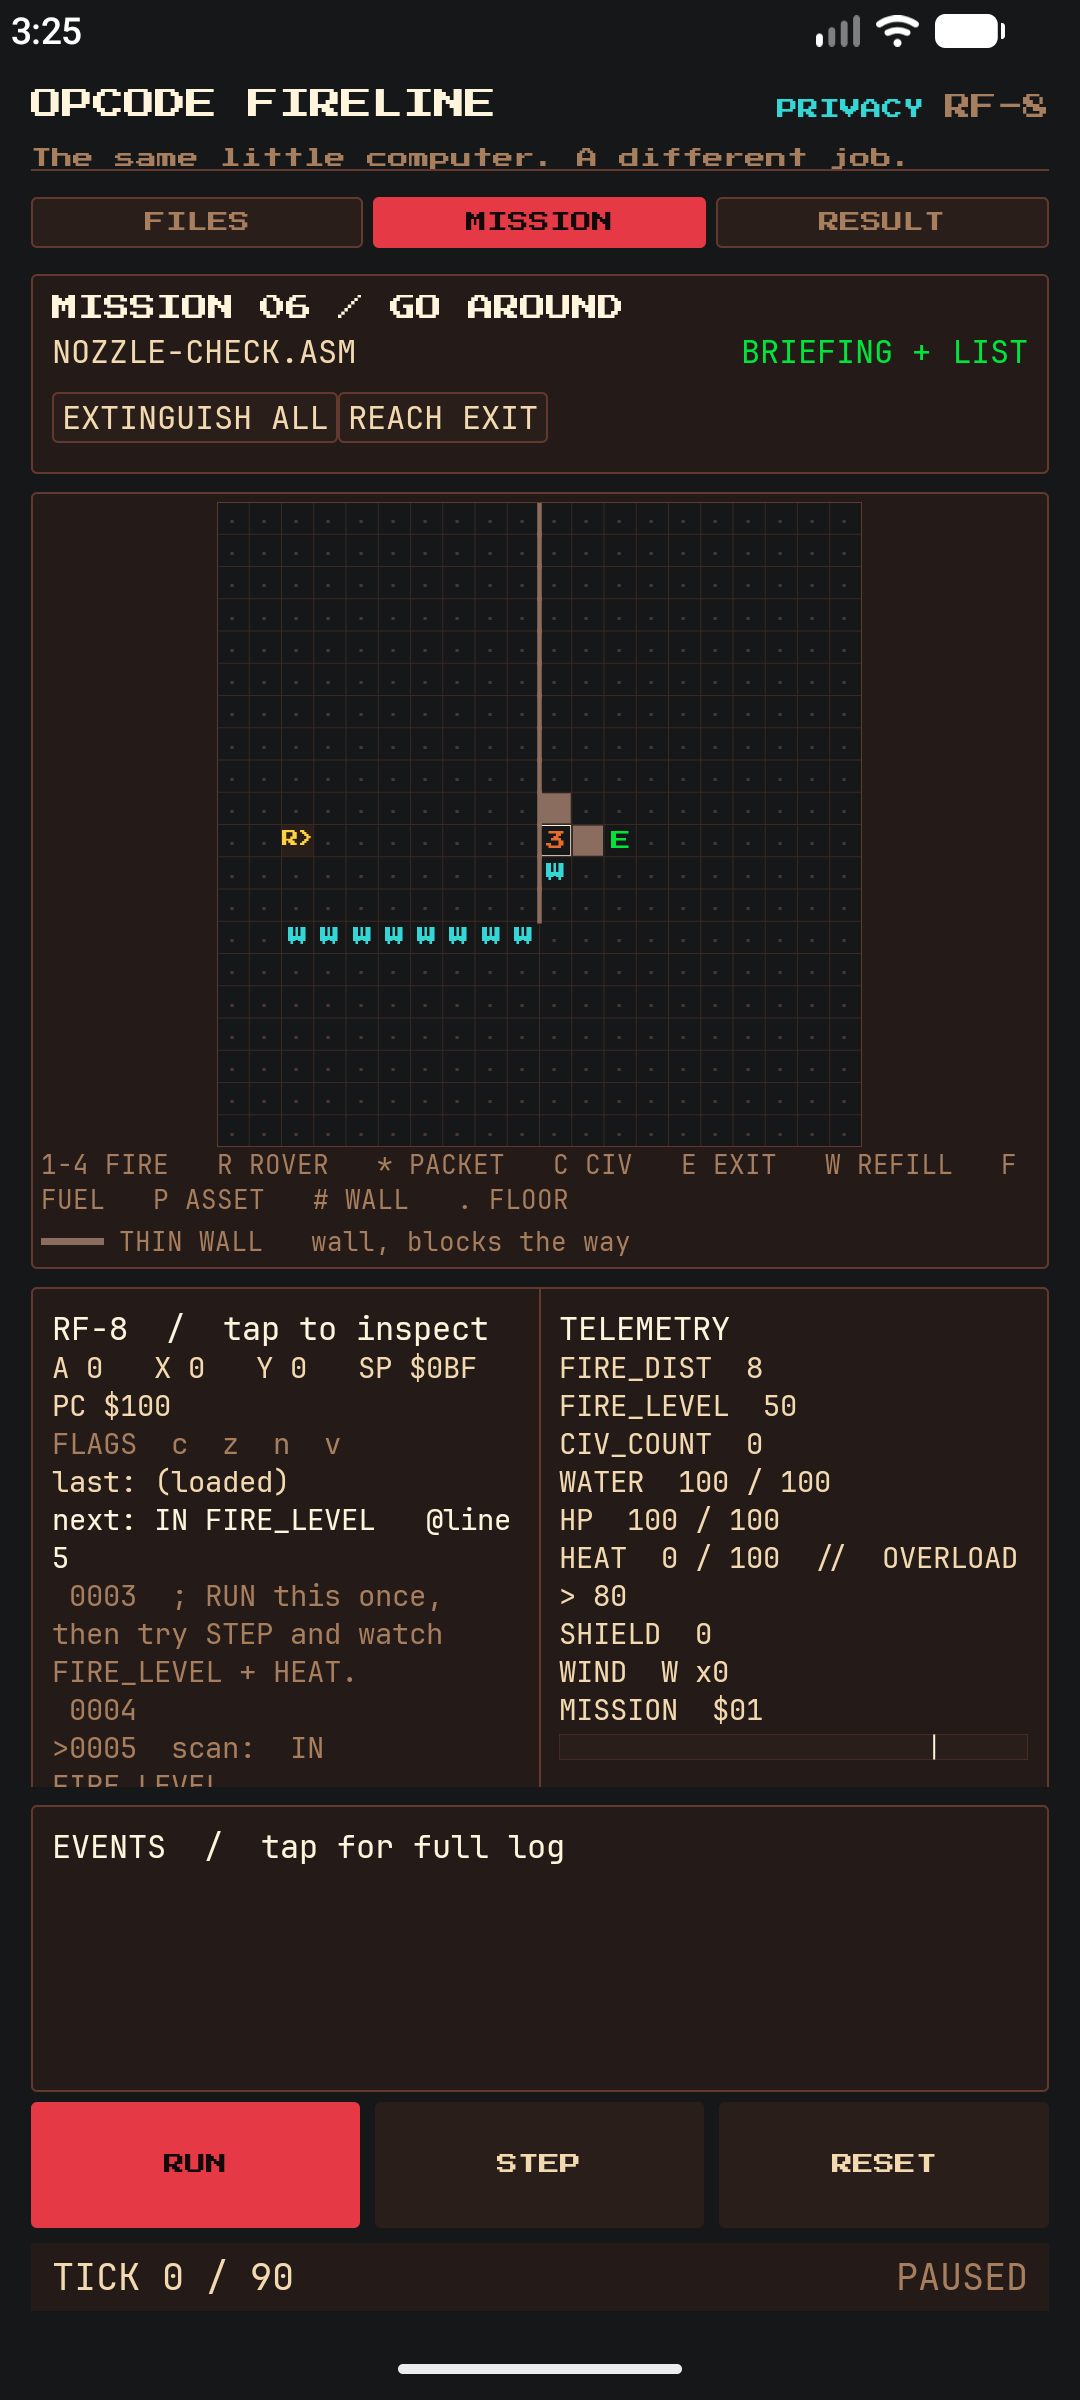 3:25
OPCODE FIRELINE
PRIVACY RF-8
The same little computer. A different job.
FILES
MISSION
RESULT
MISSION 06 / GO AROUND
NOZZLE-CHECK.ASM
BRIEFING + LIST
EXTINGUISH ALL
REACH EXIT
R>
3
E
W
W W W W W W W W
1-4 FIRE R ROVER * PACKET C CIV E EXIT W REFILL F
FUEL P ASSET # WALL . FLOOR
THIN WALL wall, blocks the way
RF-8 / tap to inspect
A 0 X 0 Y 0 SP $0BF
PC $100
FLAGS c z n v
last: (loaded)
next: IN FIRE_LEVEL @line
5
0003 ; RUN this once,
then try STEP and watch
FIRE_LEVEL + HEAT.
0004
>0005 scan: IN
FIRE_LEVEL
TELEMETRY
FIRE_DIST 8
FIRE_LEVEL 50
CIV_COUNT 0
WATER 100 / 100
HP 100 / 100
HEAT 0 / 100 // OVERLOAD
> 80
SHIELD 0
WIND W x0
MISSION $01
EVENTS / tap for full log
RUN
STEP
RESET
TICK 0 / 90
PAUSED